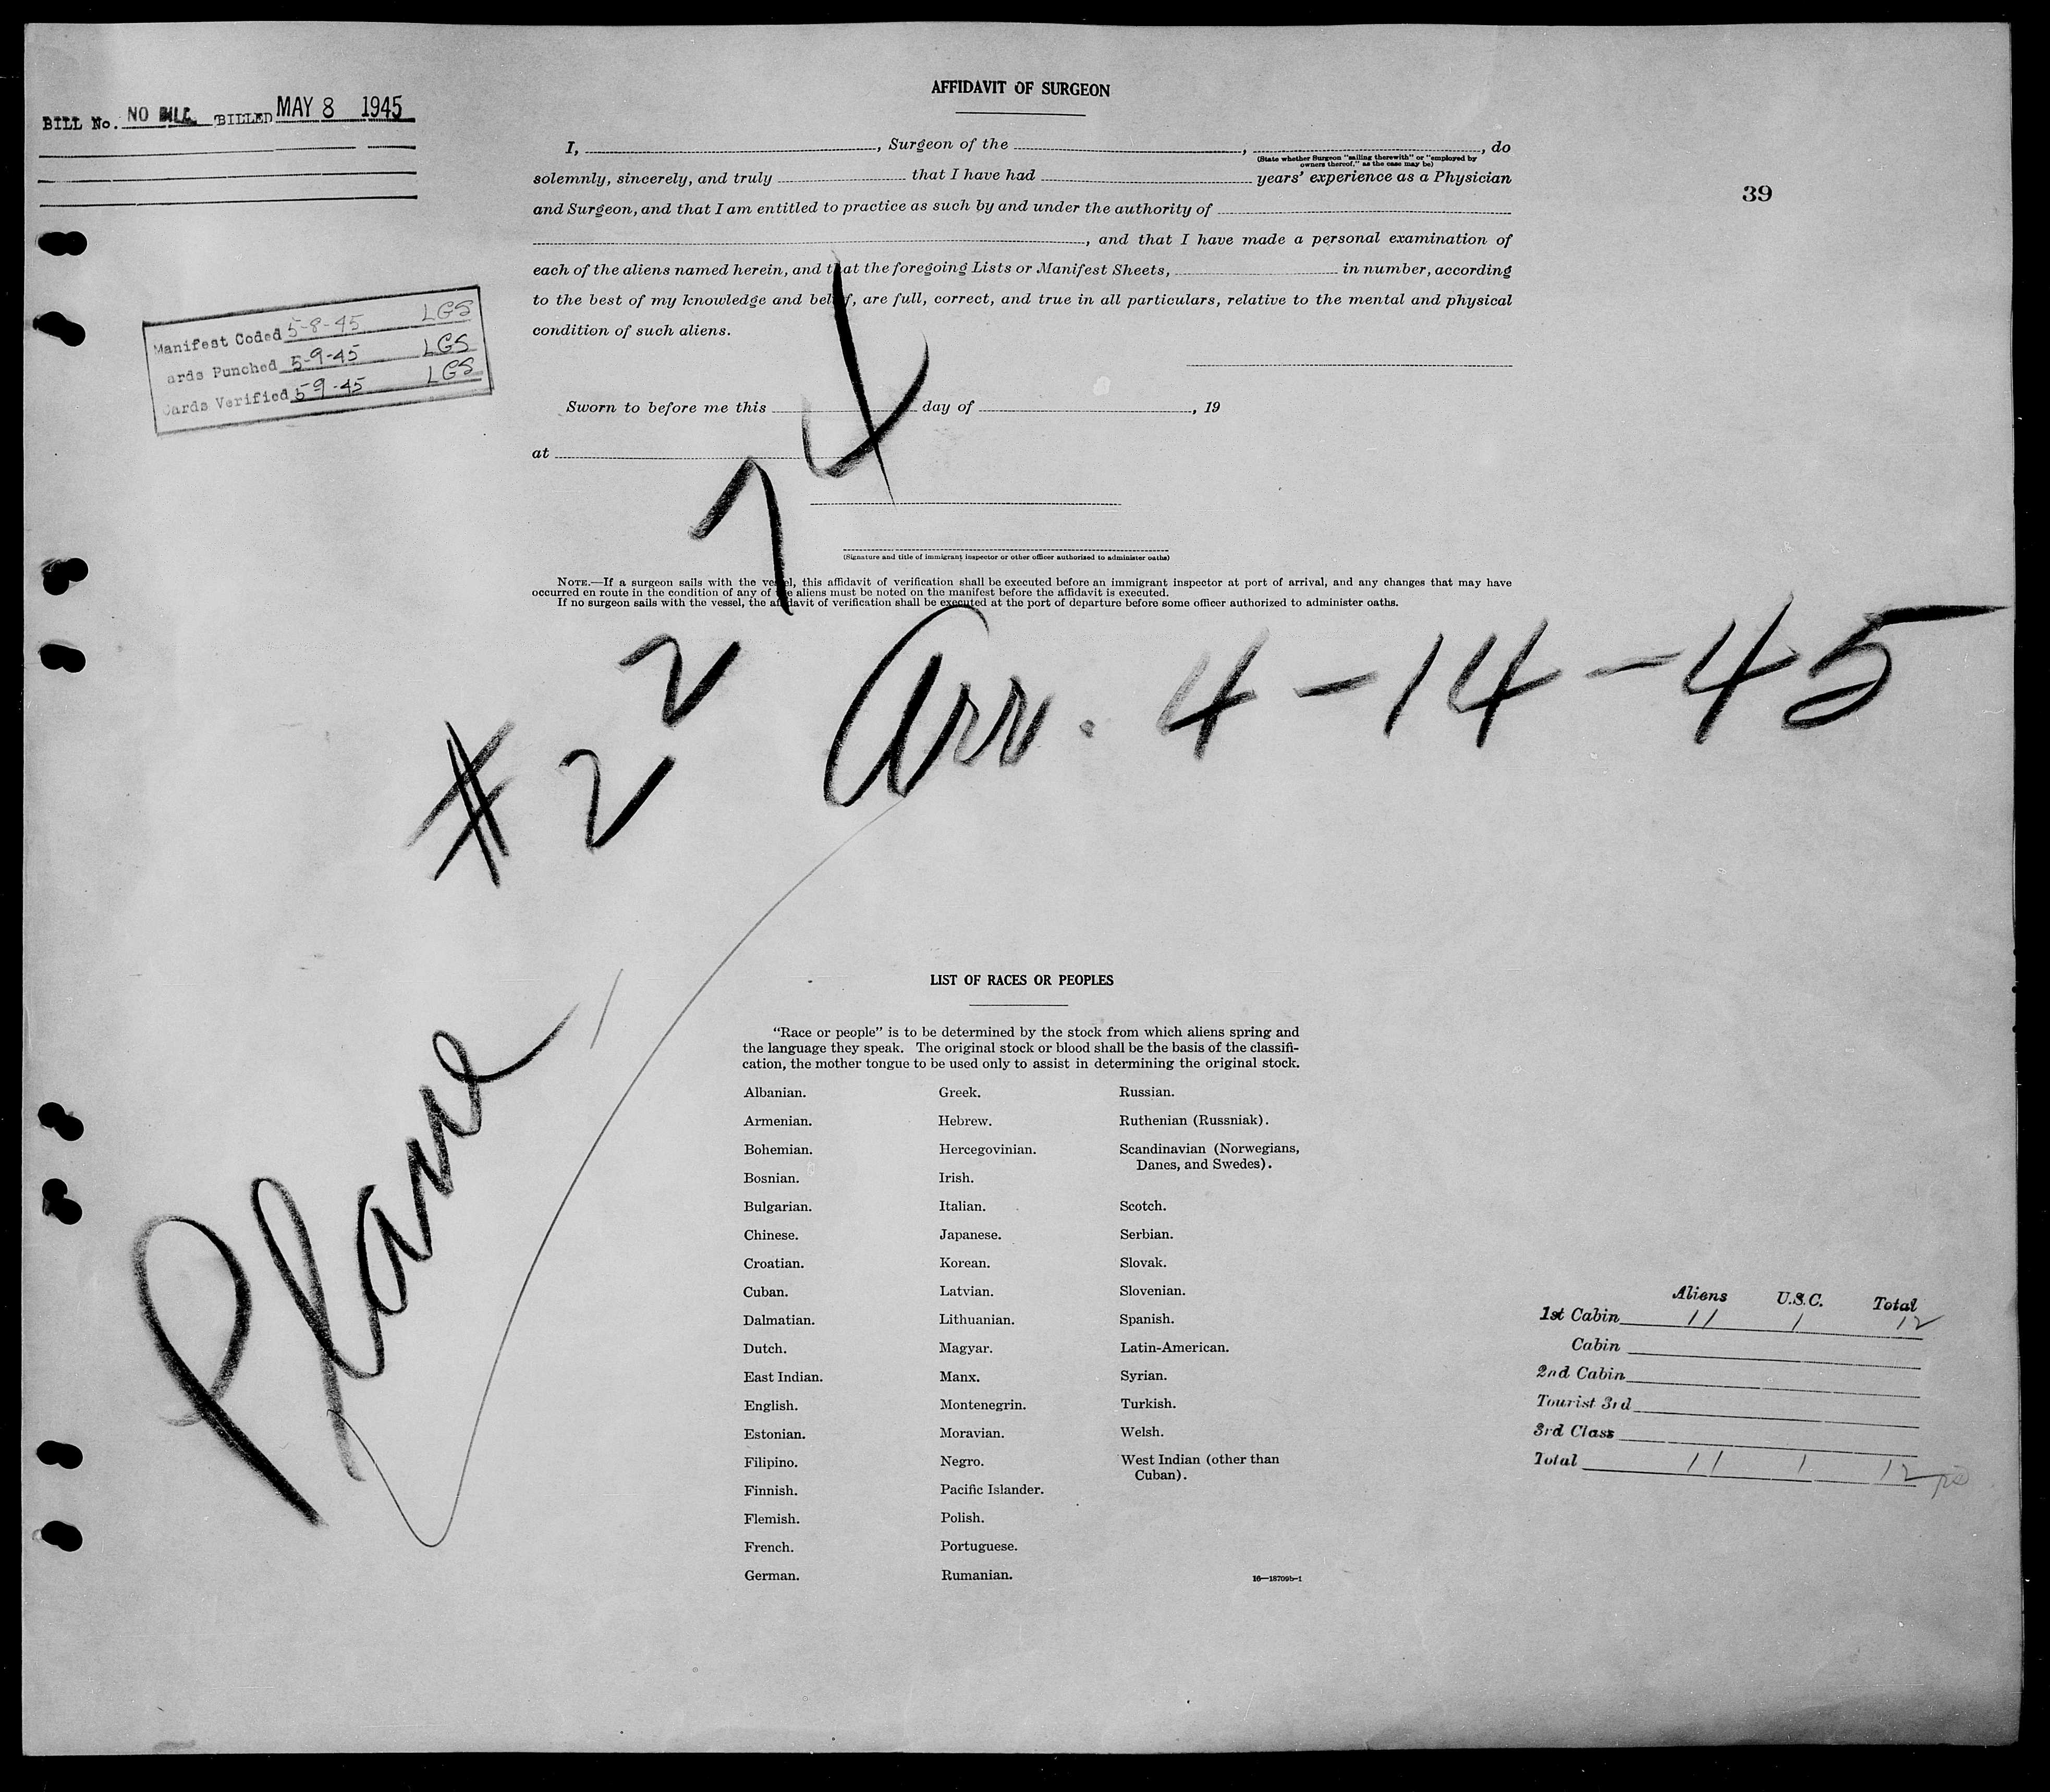 BILL No. NO BILL BILLED MAY 8 1945
39
Manifest Coded 5-8-45 LGS
ards Punched 5-9-45 LGS
Cards Verified 5-9-45 LGS
AFFIDAVIT OF SURGEON
I, , Surgeon of the , , do
(State whether Surgeon "sailing therewith" or "employed by
owners thereof," as the case may be)
solemnly, sincerely, and truly that I have had years' experience as a Physician
and Surgeon, and that I am entitled to practice as such by and under the authority of
, and that I have made a personal examination of
each of the aliens named herein, and that the foregoing Lists or Manifest Sheets, in number, according
to the best of my knowledge and belief, are full, correct, and true in all particulars, relative to the mental and physical
condition of such aliens.
Sworn to before me this day of , 19
at
(Signature and title of immigrant inspector or other officer authorized to administer oaths)
NOTE.—If a surgeon sails with the vessel, this affidavit of verification shall be executed before an immigrant inspector at port of arrival, and any changes that may have
occurred en route in the condition of any of the aliens must be noted on the manifest before the affidavit is executed.
If no surgeon sails with the vessel, the affidavit of verification shall be executed at the port of departure before some officer authorized to administer oaths.
Plane #2274
Arr. 4-14-45
LIST OF RACES OR PEOPLES
"Race or people" is to be determined by the stock from which aliens spring and
the language they speak. The original stock or blood shall be the basis of the classifi-
cation, the mother tongue to be used only to assist in determining the original stock.
Albanian.
Armenian.
Bohemian.
Bosnian.
Bulgarian.
Chinese.
Croatian.
Cuban.
Dalmatian.
Dutch.
East Indian.
English.
Estonian.
Filipino.
Finnish.
Flemish.
French.
German.
Greek.
Hebrew.
Hercegovinian.
Irish.
Italian.
Japanese.
Korean.
Latvian.
Lithuanian.
Magyar.
Manx.
Montenegrin.
Moravian.
Negro.
Pacific Islander.
Polish.
Portuguese.
Rumanian.
Russian.
Ruthenian (Russniak).
Scandinavian (Norwegians,
Danes, and Swedes).
Scotch.
Serbian.
Slovak.
Slovenian.
Spanish.
Latin-American.
Syrian.
Turkish.
Welsh.
West Indian (other than
Cuban).
16—18709b-1
Aliens U.S.C. Total
1st Cabin 11 1 12
Cabin
2nd Cabin
Tourist 3rd
3rd Class
Total 11 1 12